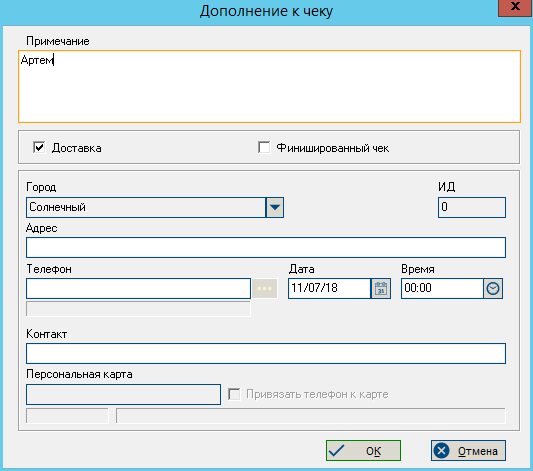 Дополнение к чеку
x
Примечание
Артем
Доставка
Финишированный чек
Город
ИД
Солнечный
0
Адрес
Телефон
Дата
Время
11/07/18
31
00:00
Контакт
Персональная карта
Привязать телефон к карте
OK
Отмена